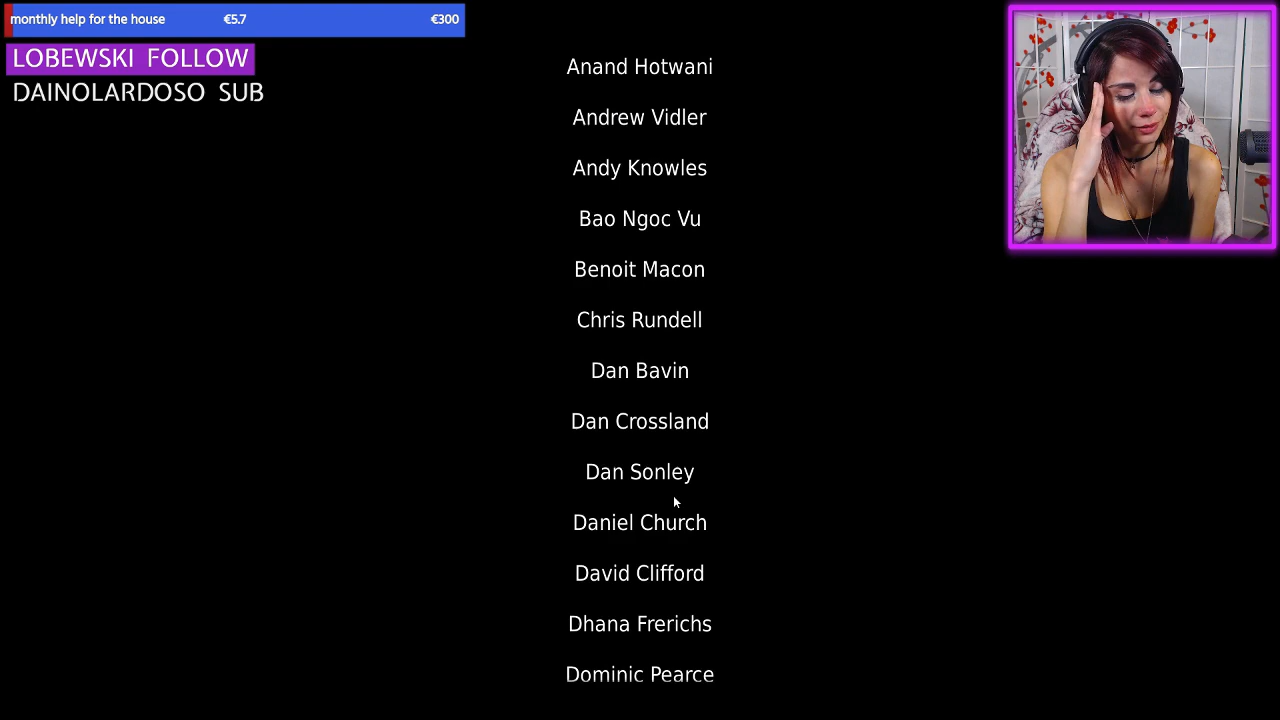 monthly help for the house €5.7 €300
LOBEWSKI FOLLOW
DAINOLARDOSO SUB
Anand Hotwani
Andrew Vidler
Andy Knowles
Bao Ngoc Vu
Benoit Macon
Chris Rundell
Dan Bavin
Dan Crossland
Dan Sonley
Daniel Church
David Clifford
Dhana Frerichs
Dominic Pearce